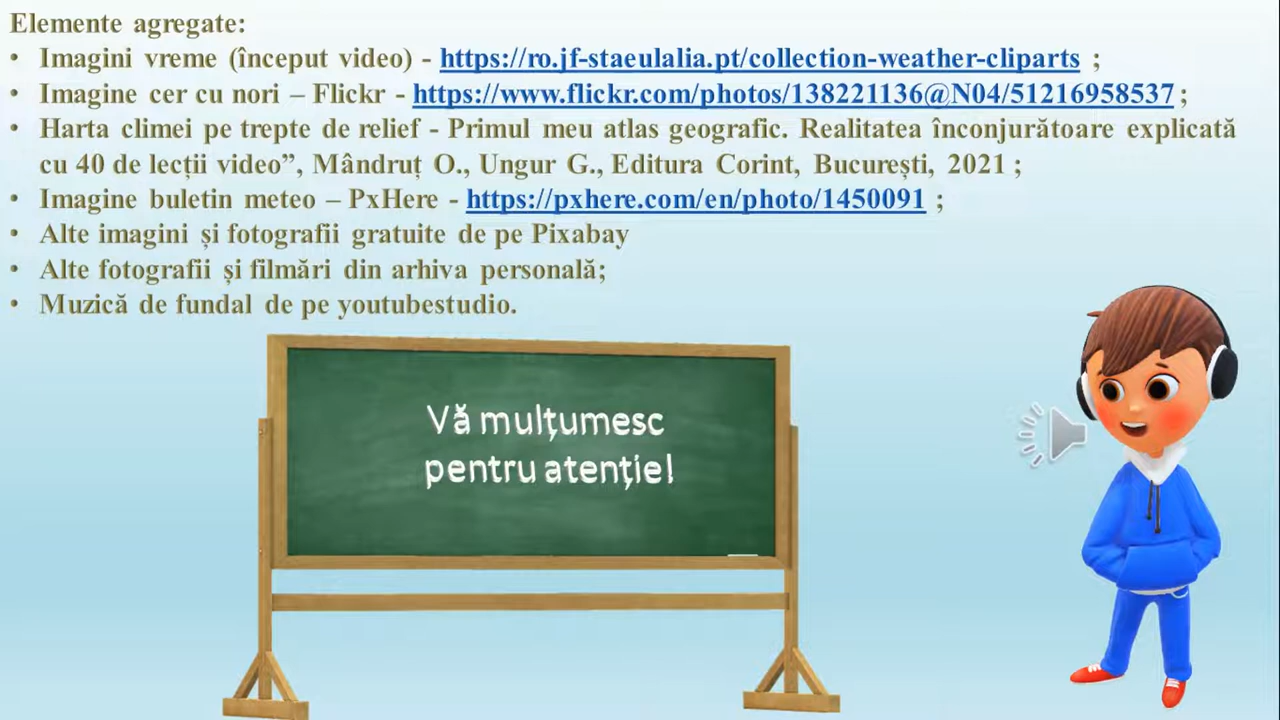 Elemente agregate:
• Imagini vreme (început video) - https://ro.jf-staeulalia.pt/collection-weather-cliparts ;
• Imagine cer cu nori – Flickr - https://www.flickr.com/photos/138221136@N04/51216958537 ;
• Harta climei pe trepte de relief - Primul meu atlas geografic. Realitatea înconjurătoare explicată
cu 40 de lecții video”, Mândruț O., Ungur G., Editura Corint, București, 2021 ;
• Imagine buletin meteo – PxHere - https://pxhere.com/en/photo/1450091 ;
• Alte imagini și fotografii gratuite de pe Pixabay
• Alte fotografii și filmări din arhiva personală;
• Muzică de fundal de pe youtubestudio.
Vă mulțumesc
pentru atenție!